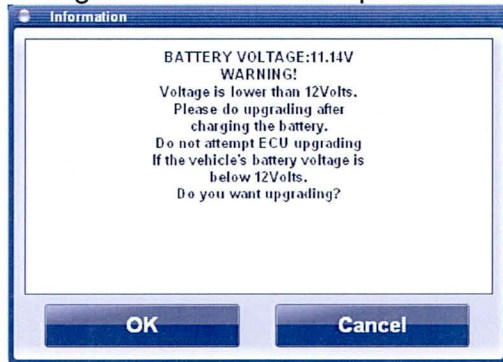 Information
BATTERY VOLTAGE:11.14V
WARNING!
Voltage is lower than 12Volts.
Please do upgrading after
charging the battery.
Do not attempt ECU upgrading
If the vehicle's battery voltage is
below 12Volts.
Do you want upgrading?
OK
Cancel